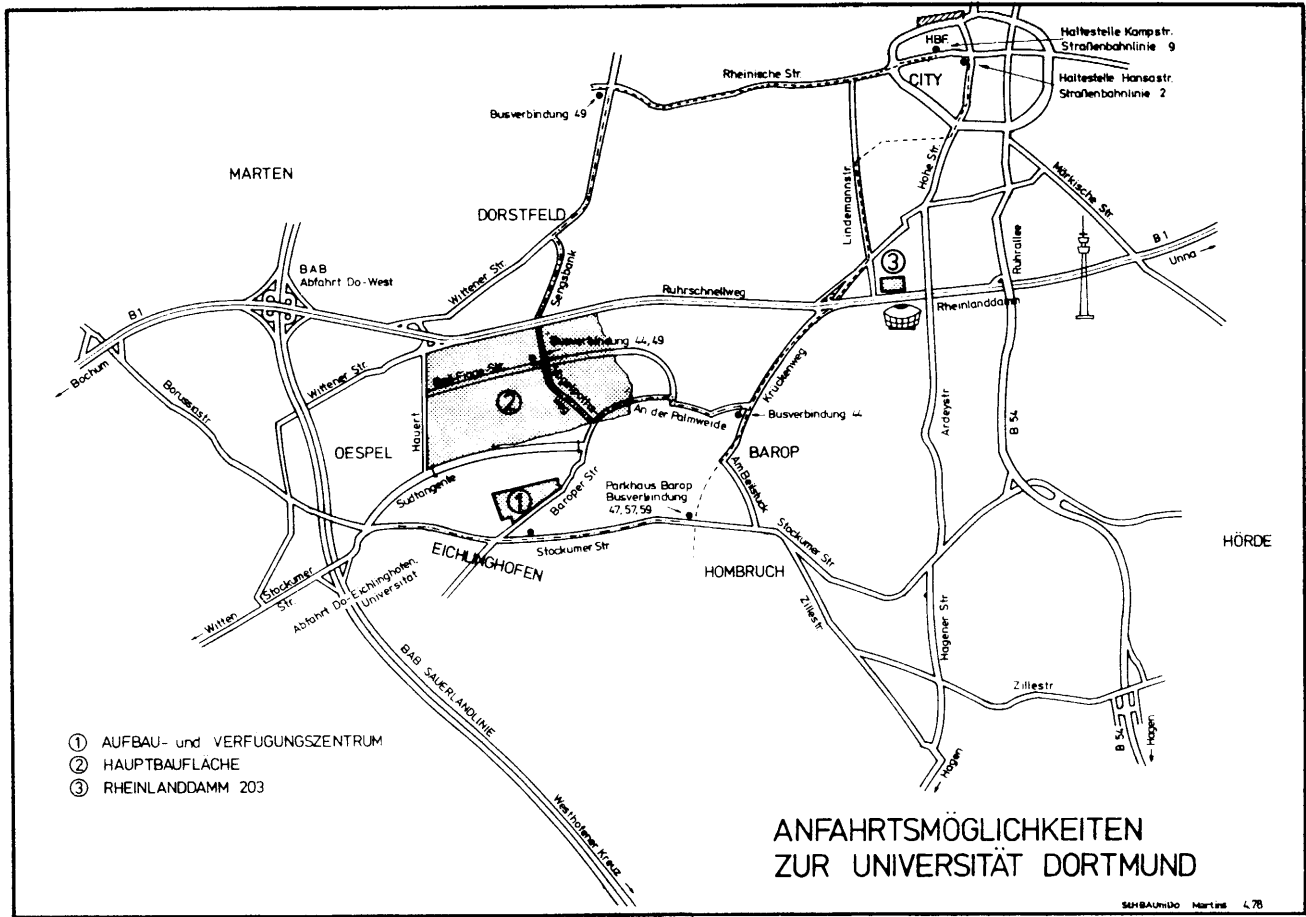 HBF
Haltestelle Kampstr.
Straßenbahnlinie 9
CITY
Rheinische Str.
Haltestelle Hansastr.
Straßenbahnlinie 2
Busverbindung 49
MARTEN
DORSTFELD
Lindemannstr.
Hohe Str.
Märkische Str.
Ruhrallee
B1
Unna
BAB
Abfahrt Do-West
Wittener Str.
Sengsbank
Ruhrschnellweg
3
Rheinlanddamm
B1
Bochum
Borussiastr.
Wittener Str.
Busverbindung 44,49
2
Hauert
An der Palmweide
Krückenweg
Busverbindung 44
Ardeystr
B 54
OESPEL
BAROP
Südtangente
1
Baroper Str.
Parkhaus Barop
Busverbindung
47,57,59
Am Beilstück
Stockumer Str
EICHLINGHOFEN
Stockumer Str
HOMBRUCH
HÖRDE
Stockumer
Str.
Witten
Abfahrt Do-Eichlinghofen,
Universität
Zillestr
Hagener Str
BAB SAUERLANDLINIE
Zillestr
B 54
Hagen
Hagen
Westhofener Kreuz
1 AUFBAU- und VERFUGUNGSZENTRUM
2 HAUPTBAUFLÄCHE
3 RHEINLANDDAMM 203
ANFAHRTSMÖGLICHKEITEN
ZUR UNIVERSITÄT DORTMUND
Martins 4.78